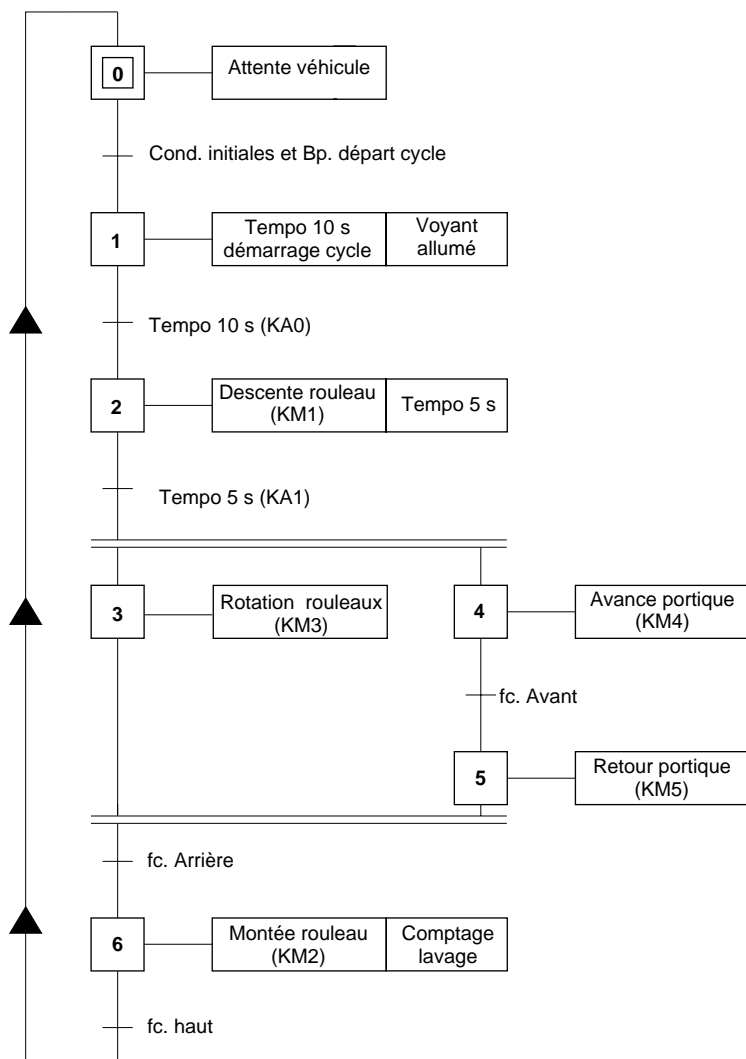 0
Attente véhicule
Cond. initiales et Bp. départ cycle
1
Tempo 10 s
démarrage cycle
Voyant
allumé
Tempo 10 s (KA0)
2
Descente rouleau
(KM1)
Tempo 5 s
Tempo 5 s (KA1)
3
Rotation rouleaux
(KM3)
4
Avance portique
(KM4)
fc. Avant
5
Retour portique
(KM5)
fc. Arrière
6
Montée rouleau
(KM2)
Comptage
lavage
fc. haut